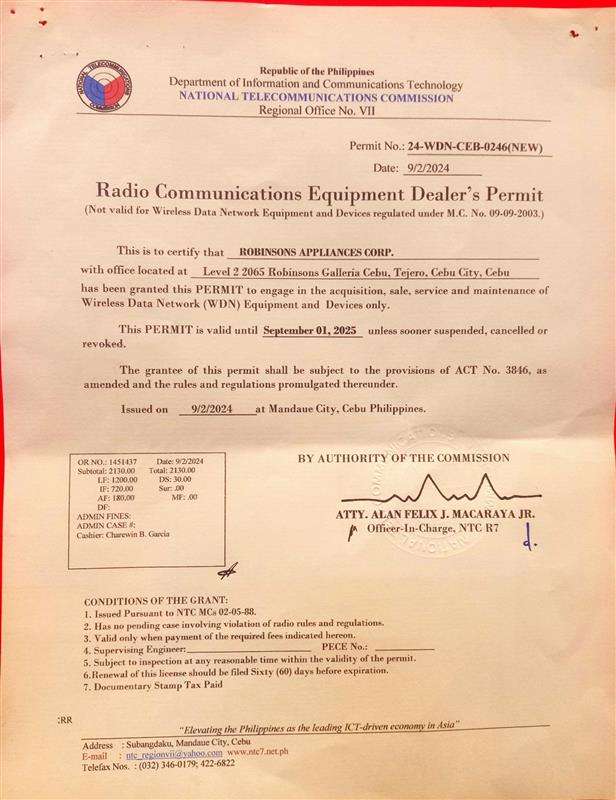 NATIONAL TELECOMMUNICATIONS COMMISSION
Republic of the Philippines
Department of Information and Communications Technology
NATIONAL TELECOMMUNICATIONS COMMISSION
Regional Office No. VII
Permit No.: 24-WDN-CEB-0246(NEW)
Date: 9/2/2024
Radio Communications Equipment Dealer's Permit
(Not valid for Wireless Data Network Equipment and Devices regulated under M.C. No. 09-09-2003.)
This is to certify that ROBINSONS APPLIANCES CORP.
with office located at Level 2 2065 Robinsons Galleria Cebu, Tejero, Cebu City, Cebu
has been granted this PERMIT to engage in the acquisition, sale, service and maintenance of
Wireless Data Network (WDN) Equipment and Devices only.
This PERMIT is valid until September 01, 2025 unless sooner suspended, cancelled or
revoked.
The grantee of this permit shall be subject to the provisions of ACT No. 3846, as
amended and the rules and regulations promulgated thereunder.
Issued on 9/2/2024 at Mandaue City, Cebu Philippines.
OR NO.: 1451437 Date: 9/2/2024
Subtotal: 2130.00 Total: 2130.00
LF: 1200.00 DS: 30.00
IF: 720.00 Sur: .00
AF: 180.00 MF: .00
DF:
ADMIN FINES:
ADMIN CASE #:
Cashier: Charewin B. Garcia
BY AUTHORITY OF THE COMMISSION
ATTY. ALAN FELIX J. MACARAYA JR.
Officer-In-Charge, NTC R7
CONDITIONS OF THE GRANT:
1. Issued Pursuant to NTC MCs 02-05-88.
2. Has no pending case involving violation of radio rules and regulations.
3. Valid only when payment of the required fees indicated hereon.
4. Supervising Engineer: PECE No.:
5. Subject to inspection at any reasonable time within the validity of the permit.
6.Renewal of this license should be filed Sixty (60) days before expiration.
7. Documentary Stamp Tax Paid
:RR
"Elevating the Philippines as the leading ICT-driven economy in Asia"
Address : Subangdaku, Mandaue City, Cebu
E-mail : ntc_regionvii@yahoo.com www.ntc7.net.ph
Telefax Nos. : (032) 346-0179; 422-6822